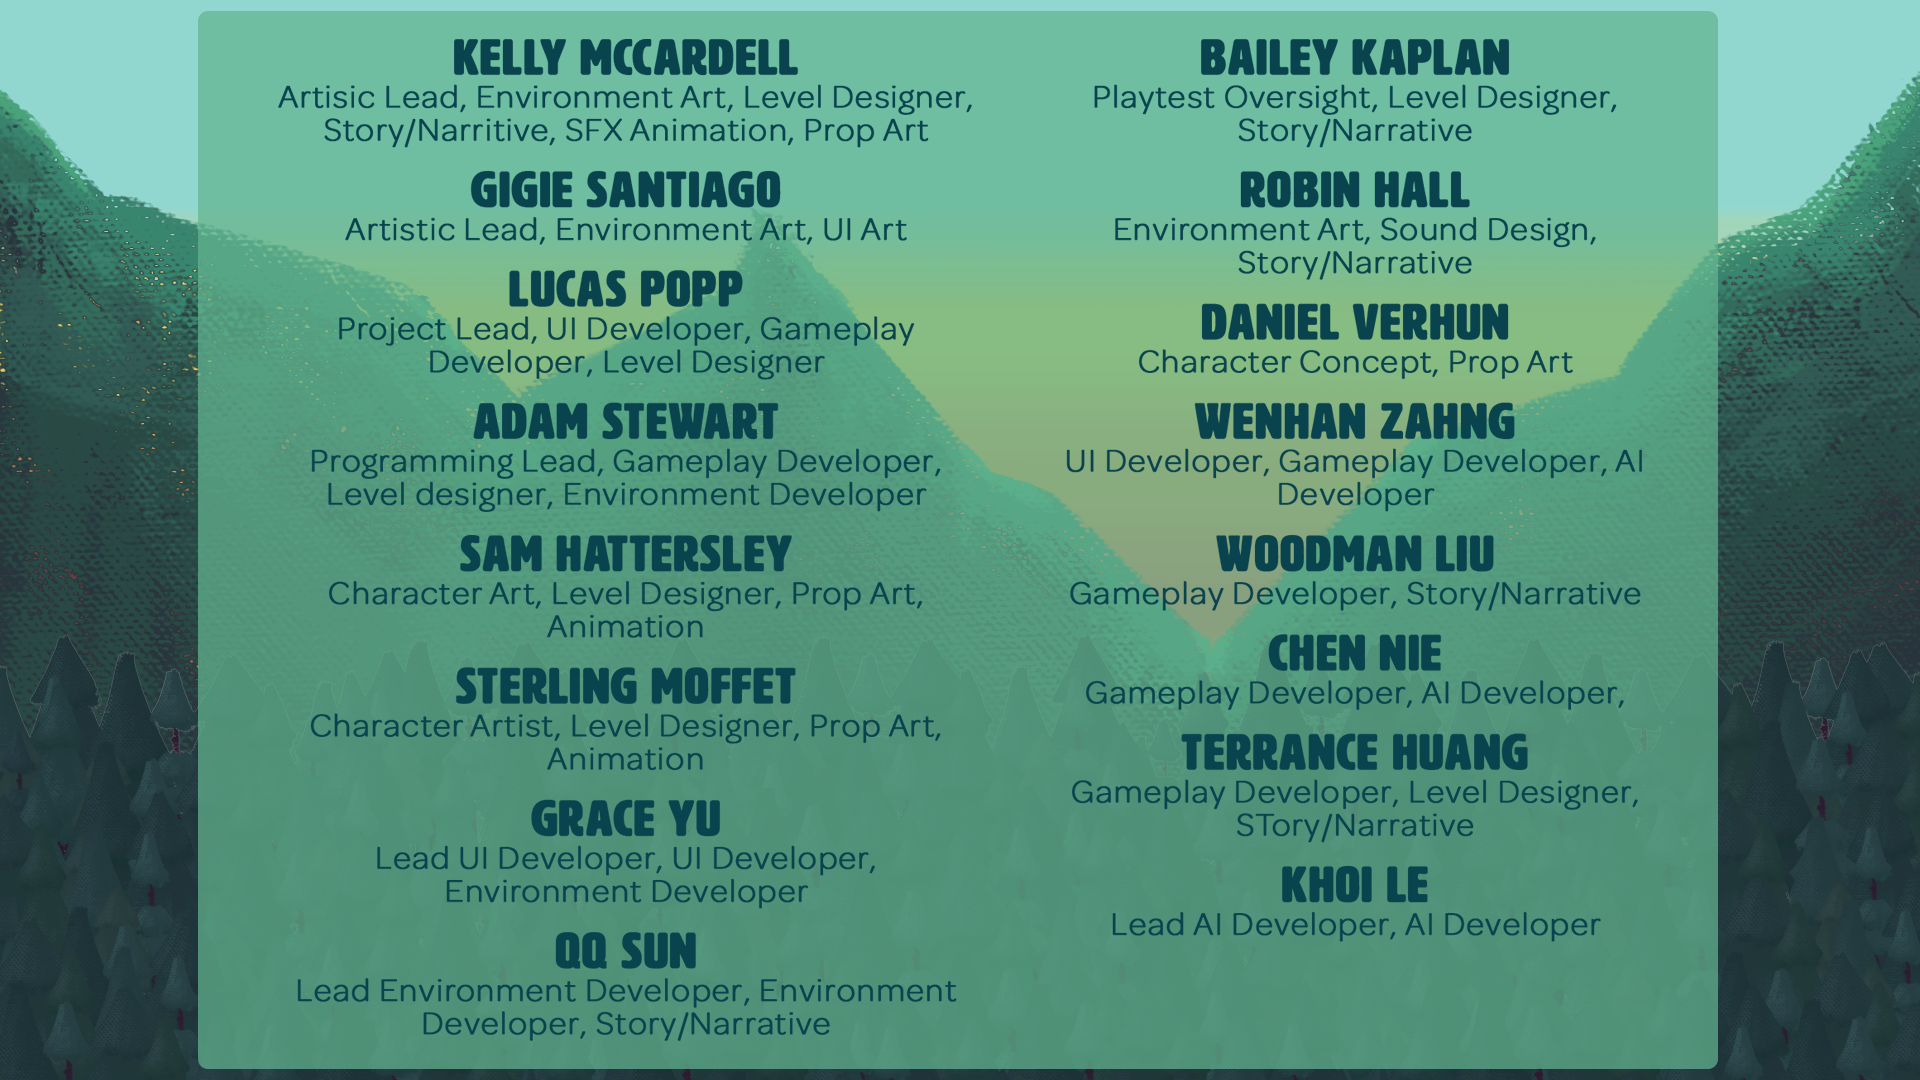 KELLY MCCARDELL
Artisic Lead, Environment Art, Level Designer,
Story/Narritive, SFX Animation, Prop Art
GIGIE SANTIAGO
Artistic Lead, Environment Art, UI Art
LUCAS POPP
Project Lead, UI Developer, Gameplay
Developer, Level Designer
ADAM STEWART
Programming Lead, Gameplay Developer,
Level designer, Environment Developer
SAM HATTERSLEY
Character Art, Level Designer, Prop Art,
Animation
STERLING MOFFET
Character Artist, Level Designer, Prop Art,
Animation
GRACE YU
Lead UI Developer, UI Developer,
Environment Developer
QQ SUN
Lead Environment Developer, Environment
Developer, Story/Narrative
BAILEY KAPLAN
Playtest Oversight, Level Designer,
Story/Narrative
ROBIN HALL
Environment Art, Sound Design,
Story/Narrative
DANIEL VERHUN
Character Concept, Prop Art
WENHAN ZAHNG
UI Developer, Gameplay Developer, AI
Developer
WOODMAN LIU
Gameplay Developer, Story/Narrative
CHEN NIE
Gameplay Developer, AI Developer,
TERRANCE HUANG
Gameplay Developer, Level Designer,
STory/Narrative
KHOI LE
Lead AI Developer, AI Developer